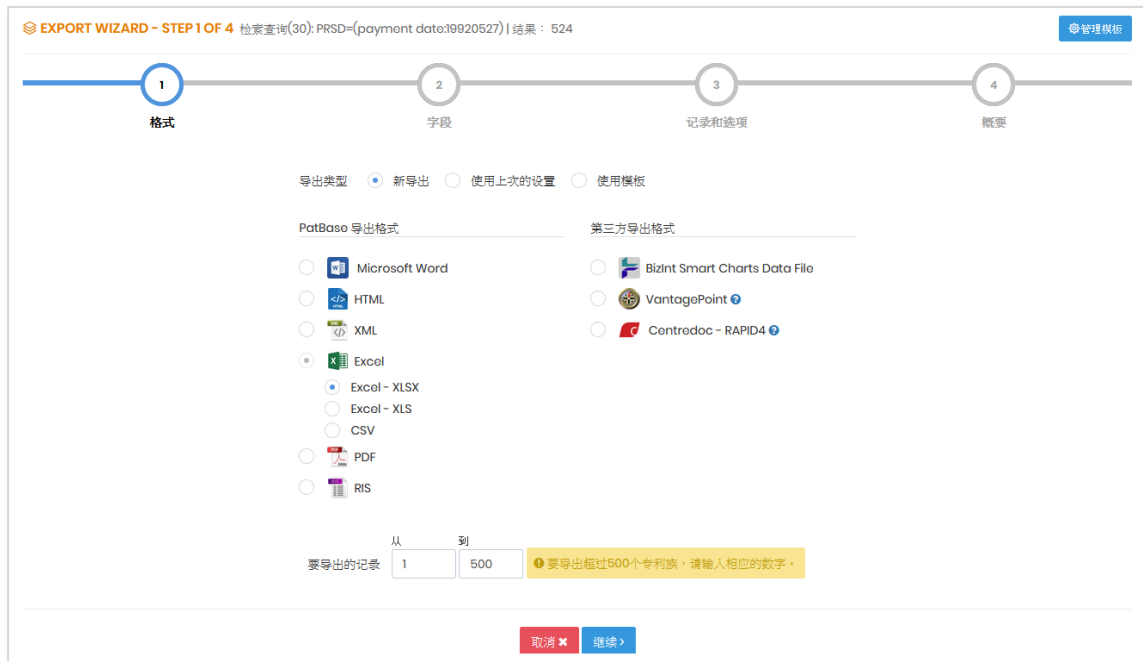 EXPORT WIZARD - STEP 1 OF 4 检索查询(30): PRSD=(payment date:19920527) | 结果： 524
管理模板
1 2 3 4
格式 字段 记录和选项 概要
导出类型 新导出 使用上次的设置 使用模板
PatBase 导出格式 第三方导出格式
Microsoft Word BizInt Smart Charts Data File
HTML VantagePoint
XML Centredoc - RAPID4
Excel
Excel - XLSX
Excel - XLS
CSV
PDF
RIS
从 到
要导出的记录 1 500 要导出超过500个专利族，请输入相应的数字。
取消 继续